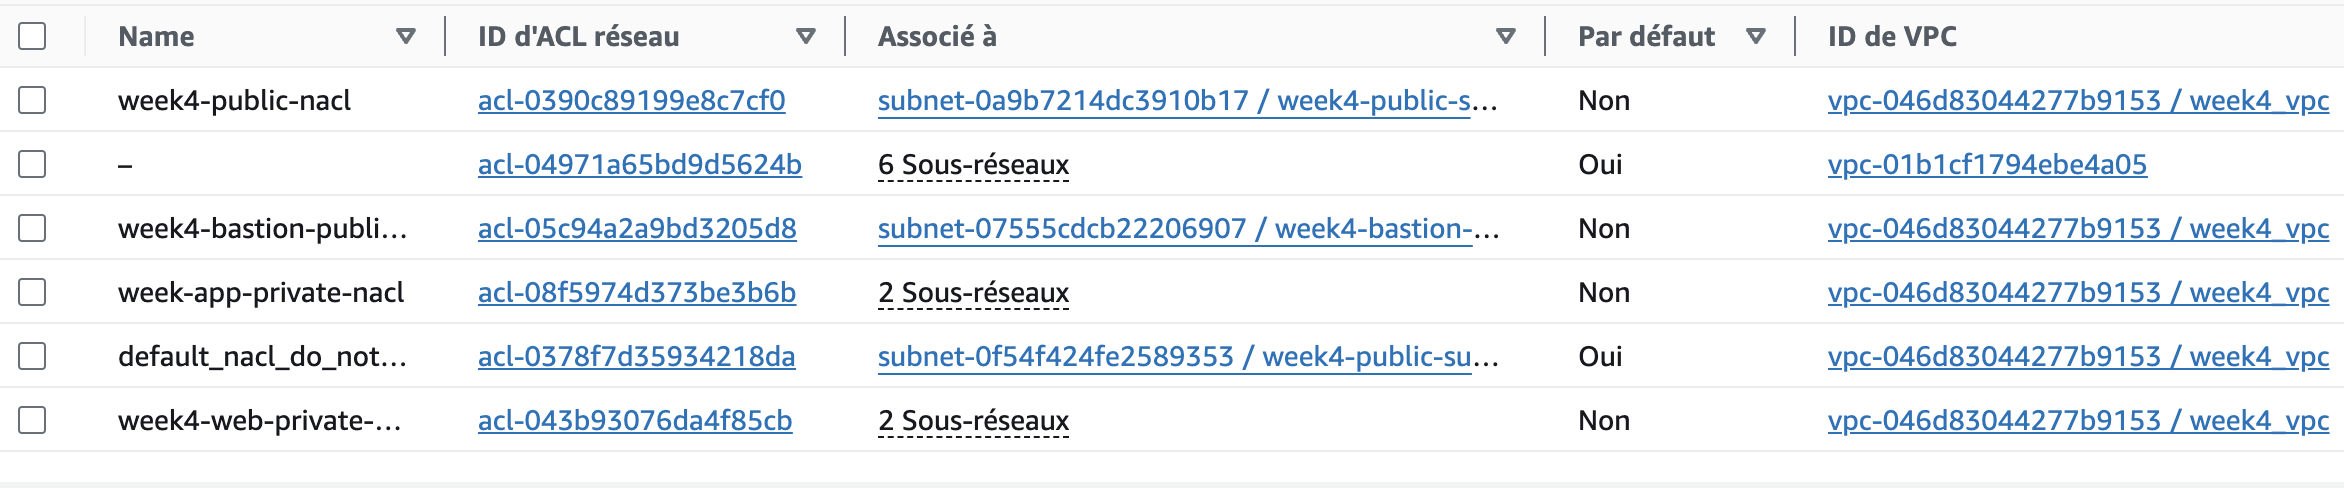 Name ID d'ACL réseau Associé à Par défaut ID de VPC
week4-public-nacl acl-0390c89199e8c7cf0 subnet-0a9b7214dc3910b17 / week4-public-s... Non vpc-046d83044277b9153 / week4_vpc
– acl-04971a65bd9d5624b 6 Sous-réseaux Oui vpc-01b1cf1794ebe4a05
week4-bastion-publi... acl-05c94a2a9bd3205d8 subnet-07555cdcb22206907 / week4-bastion-... Non vpc-046d83044277b9153 / week4_vpc
week-app-private-nacl acl-08f5974d373be3b6b 2 Sous-réseaux Non vpc-046d83044277b9153 / week4_vpc
default_nacl_do_not... acl-0378f7d35934218da subnet-0f54f424fe2589353 / week4-public-su... Oui vpc-046d83044277b9153 / week4_vpc
week4-web-private-... acl-043b93076da4f85cb 2 Sous-réseaux Non vpc-046d83044277b9153 / week4_vpc